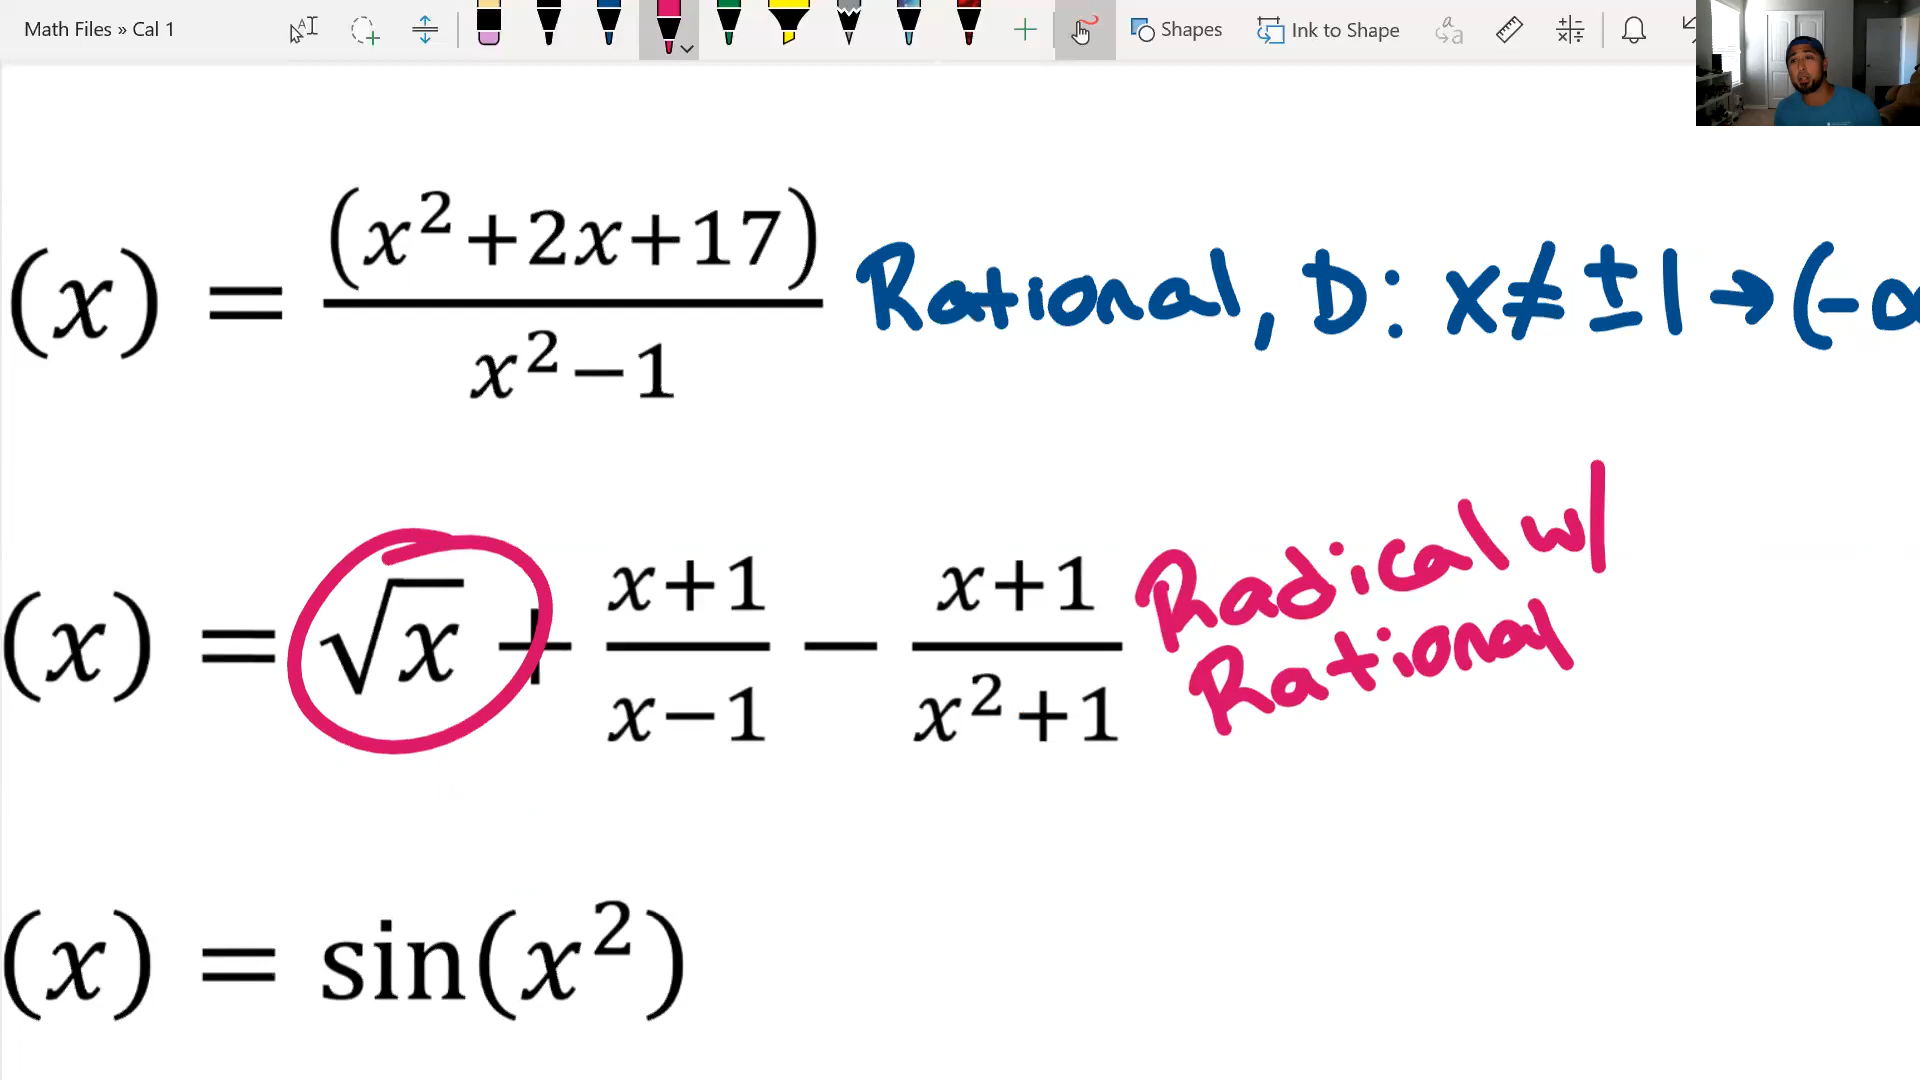 Math Files » Cal 1
Shapes
Ink to Shape
(x) = (x²+2x+17) / x²−1 Rational, D: x≠±1→(-∞
(x) = √x + x+1 / x−1 − x+1 / x²+1 Radical w/
Rational
(x) = sin(x²)